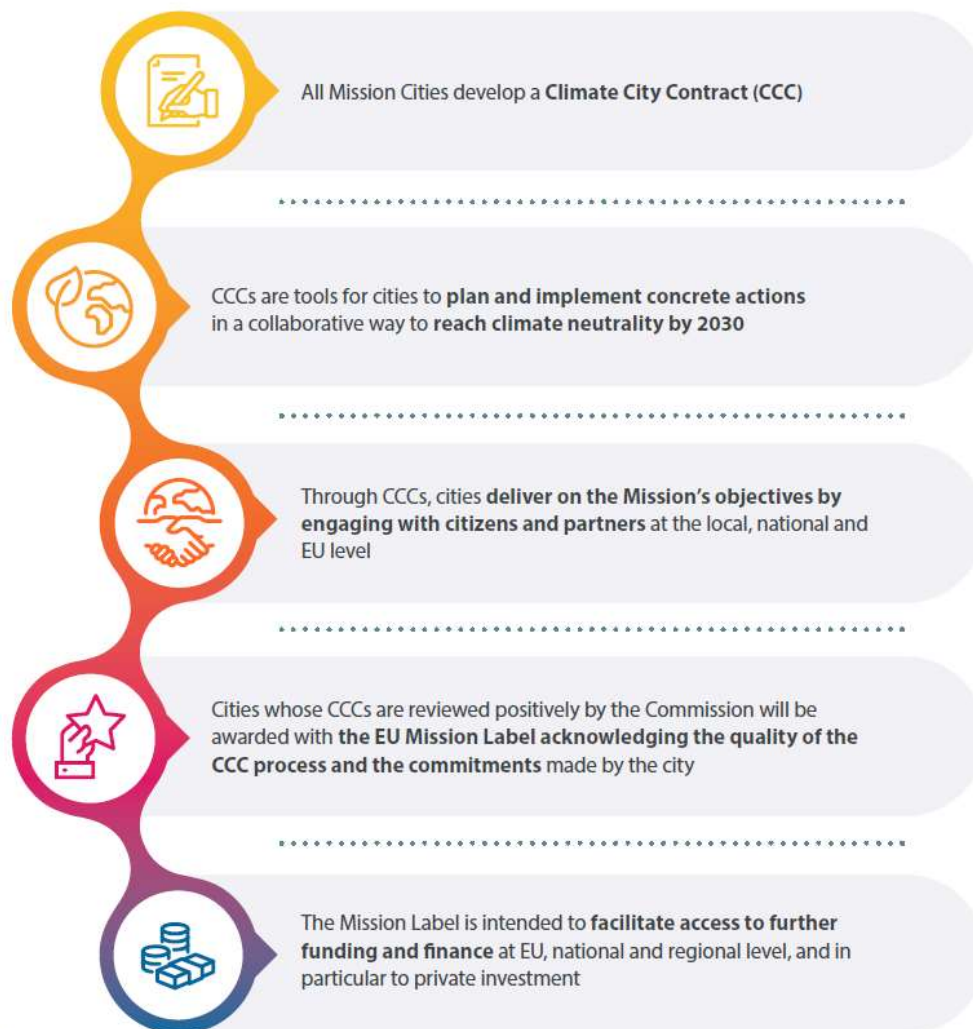 All Mission Cities develop a Climate City Contract (CCC)
CCCs are tools for cities to plan and implement concrete actions
in a collaborative way to reach climate neutrality by 2030
Through CCCs, cities deliver on the Mission's objectives by
engaging with citizens and partners at the local, national and
EU level
Cities whose CCCs are reviewed positively by the Commission will be
awarded with the EU Mission Label acknowledging the quality of the
CCC process and the commitments made by the city
The Mission Label is intended to facilitate access to further
funding and finance at EU, national and regional level, and in
particular to private investment